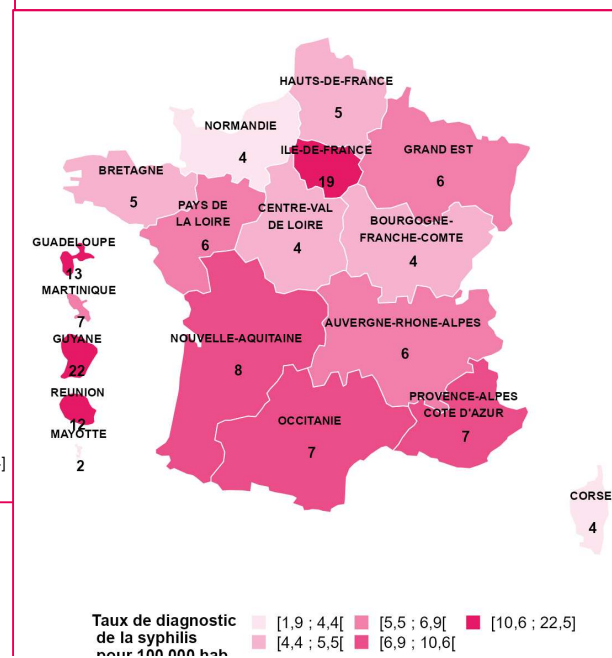 HAUTS-DE-FRANCE
5
NORMANDIE
4
ILE-DE-FRANCE
19
GRAND EST
6
BRETAGNE
5
PAYS DE
LA LOIRE
6
CENTRE-VAL
DE LOIRE
4
BOURGOGNE-
FRANCHE-COMTE
4
GUADELOUPE
13
MARTINIQUE
7
GUYANE
22
REUNION
12
MAYOTTE
2
NOUVELLE-AQUITAINE
8
AUVERGNE-RHONE-ALPES
6
OCCITANIE
7
PROVENCE-ALPES
COTE D'AZUR
7
CORSE
4
]
Taux de diagnostic
de la syphilis
pour 100 000 hab
[1,9 ; 4,4[
[5,5 ; 6,9[
[10,6 ; 22,5]
[4,4 ; 5,5[
[6,9 ; 10,6[